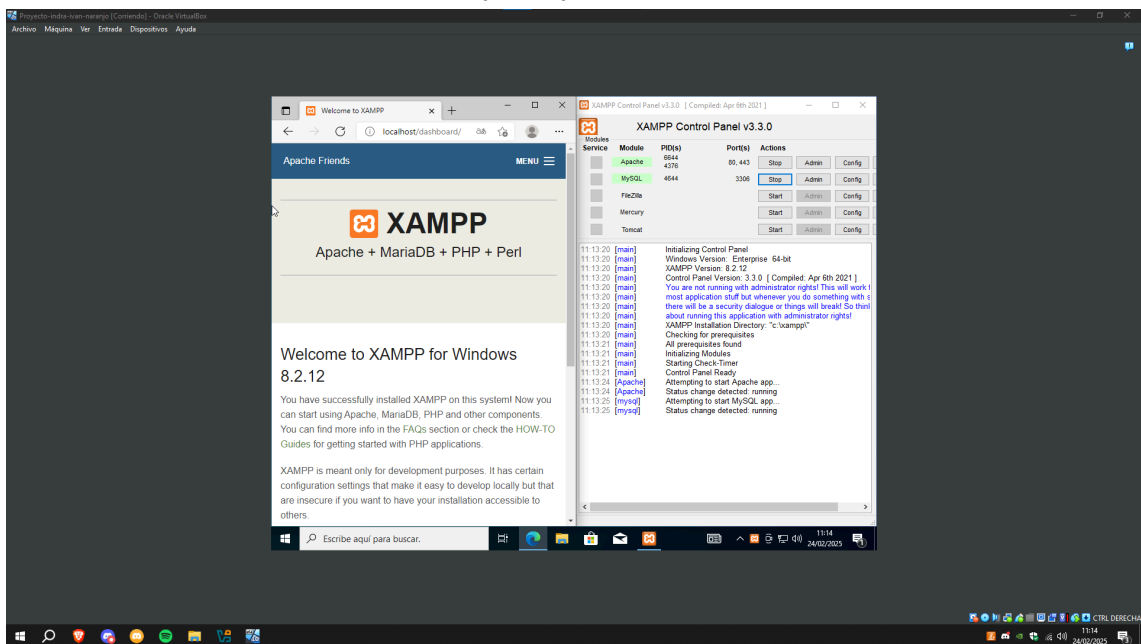 Proyecto-indra-ivan-naranjo [Corriendo] - Oracle VirtualBox
Archivo Máquina Ver Entrada Dispositivos Ayuda
Welcome to XAMPP
localhost/dashboard/
Apache Friends
MENU
XAMPP
Apache + MariaDB + PHP + Perl
Welcome to XAMPP for Windows
8.2.12
You have successfully installed XAMPP on this system! Now you
can start using Apache, MariaDB, PHP and other components.
You can find more info in the FAQs section or check the HOW-TO
Guides for getting started with PHP applications.
XAMPP is meant only for development purposes. It has certain
configuration settings that make it easy to develop locally but that
are insecure if you want to have your installation accessible to
others.
XAMPP Control Panel v3.3.0 [ Compiled: Apr 6th 2021 ]
XAMPP Control Panel v3.3.0
Modules
Service Module PID(s) Port(s) Actions
Apache 6644 4376 80, 443 Stop Admin Config
MySQL 4644 3306 Stop Admin Config
FileZilla Start Admin Config
Mercury Start Admin Config
Tomcat Start Admin Config
11:13:20 [main] Initializing Control Panel
11:13:20 [main] Windows Version: Enterprise 64-bit
11:13:20 [main] XAMPP Version: 8.2.12
11:13:20 [main] Control Panel Version: 3.3.0 [ Compiled: Apr 6th 2021 ]
11:13:20 [main] You are not running with administrator rights! This will work f
11:13:20 [main] most application stuff but whenever you do something with s
11:13:20 [main] there will be a security dialogue or things will break! So think
11:13:20 [main] about running this application with administrator rights!
11:13:20 [main] XAMPP Installation Directory: "c:\xampp\"
11:13:20 [main] Checking for prerequisites
11:13:21 [main] All prerequisites found
11:13:21 [main] Initializing Modules
11:13:21 [main] Starting Check-Timer
11:13:21 [main] Control Panel Ready
11:13:24 [Apache] Attempting to start Apache app...
11:13:24 [Apache] Status change detected: running
11:13:25 [mysql] Attempting to start MySQL app...
11:13:25 [mysql] Status change detected: running
Escribe aquí para buscar.
11:14
24/02/2025
CTRL DERECHA
11:14
24/02/2025